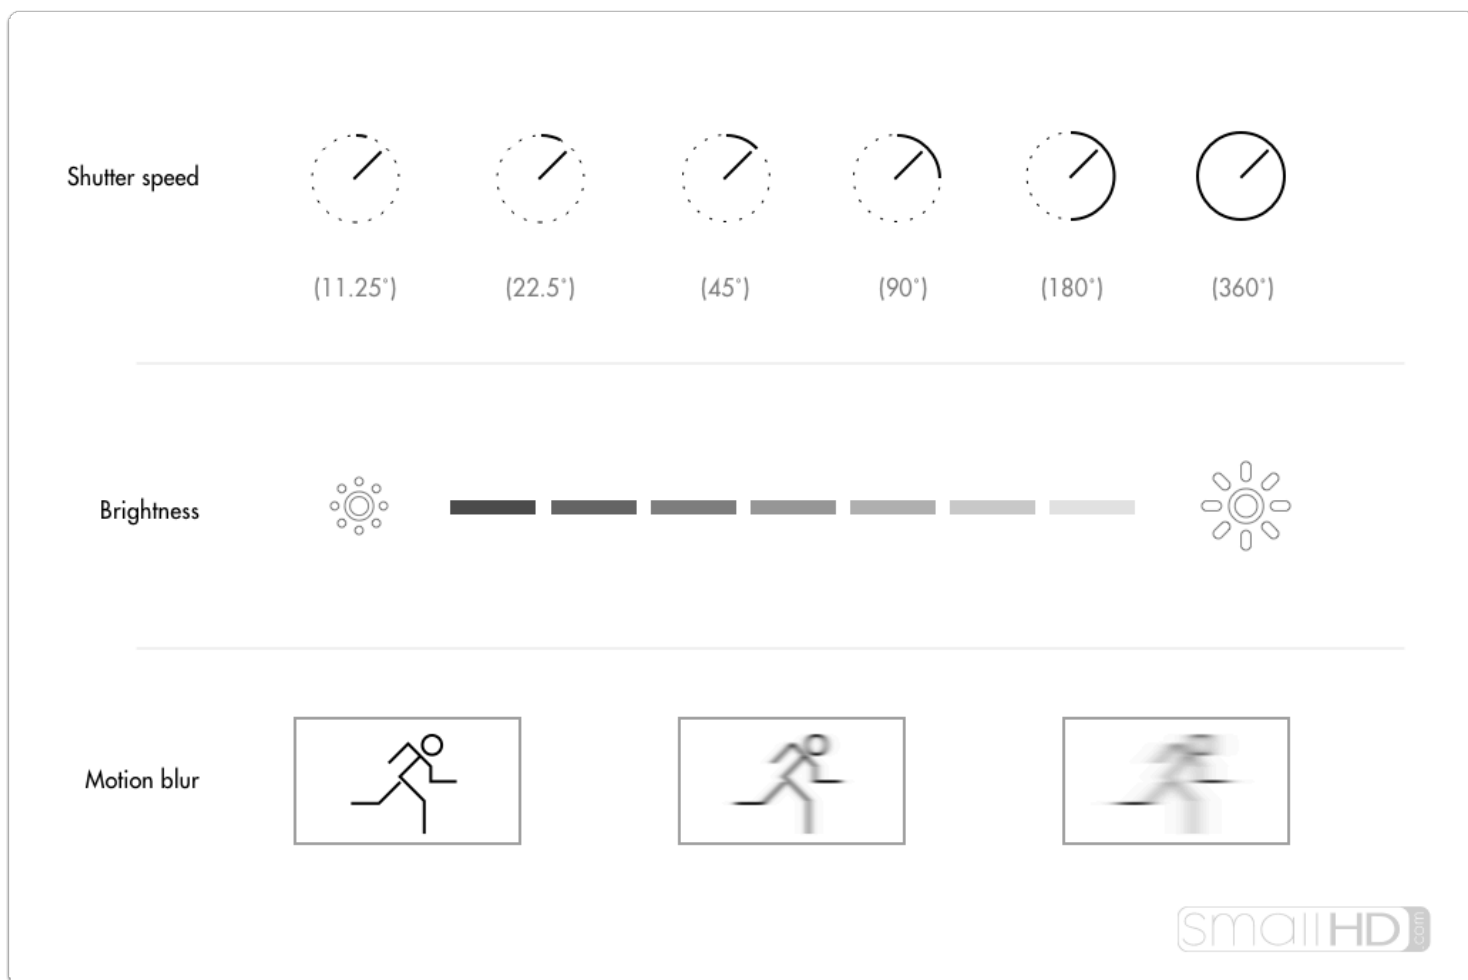 Shutter speed
(11.25°)
(22.5°)
(45°)
(90°)
(180°)
(360°)
Brightness
Motion blur
smallHD.com